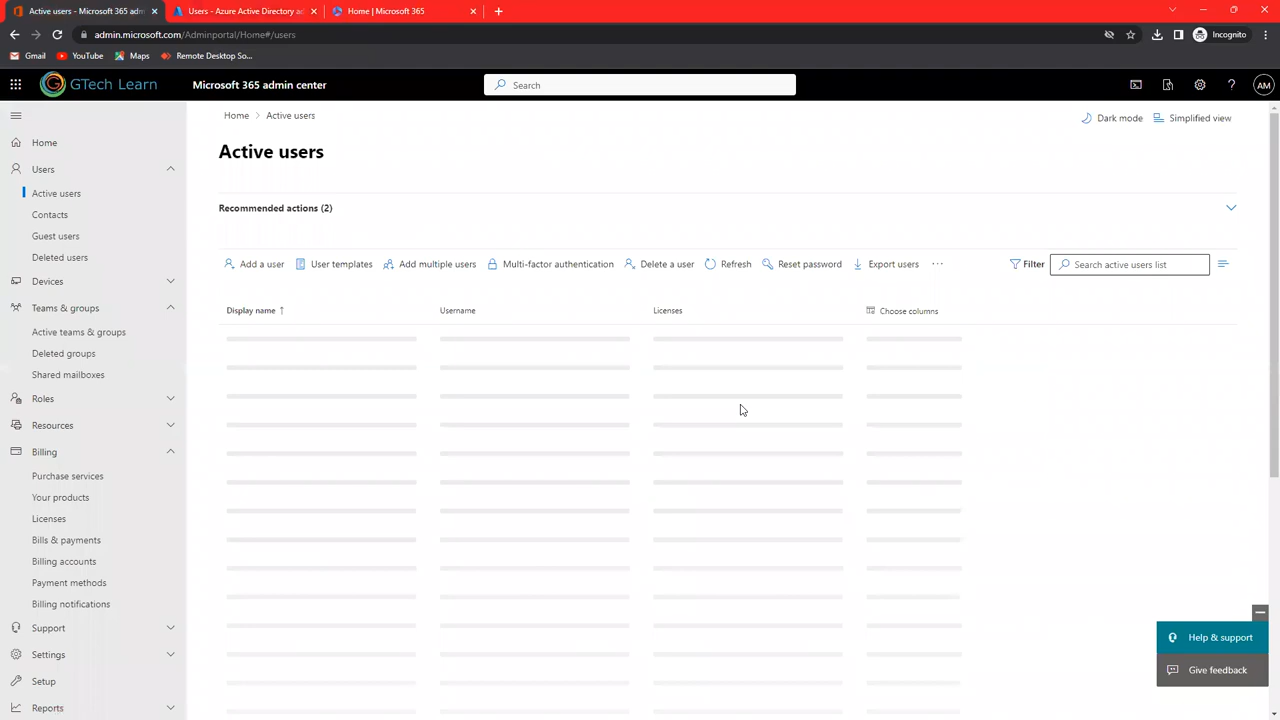 Active users - Microsoft 365 adm
Users - Azure Active Directory ad
Home | Microsoft 365
admin.microsoft.com/Adminportal/Home#/users
Incognito
Gmail
YouTube
Maps
Remote Desktop So...
GTech Learn
Microsoft 365 admin center
Search
AM
Home > Active users
Dark mode
Simplified view
Active users
Recommended actions (2)
Add a user
User templates
Add multiple users
Multi-factor authentication
Delete a user
Refresh
Reset password
Export users
...
Filter
Search active users list
Display name ↑
Username
Licenses
Choose columns
Home
Users
Active users
Contacts
Guest users
Deleted users
Devices
Teams & groups
Active teams & groups
Deleted groups
Shared mailboxes
Roles
Resources
Billing
Purchase services
Your products
Licenses
Bills & payments
Billing accounts
Payment methods
Billing notifications
Support
Settings
Setup
Reports
Help & support
Give feedback